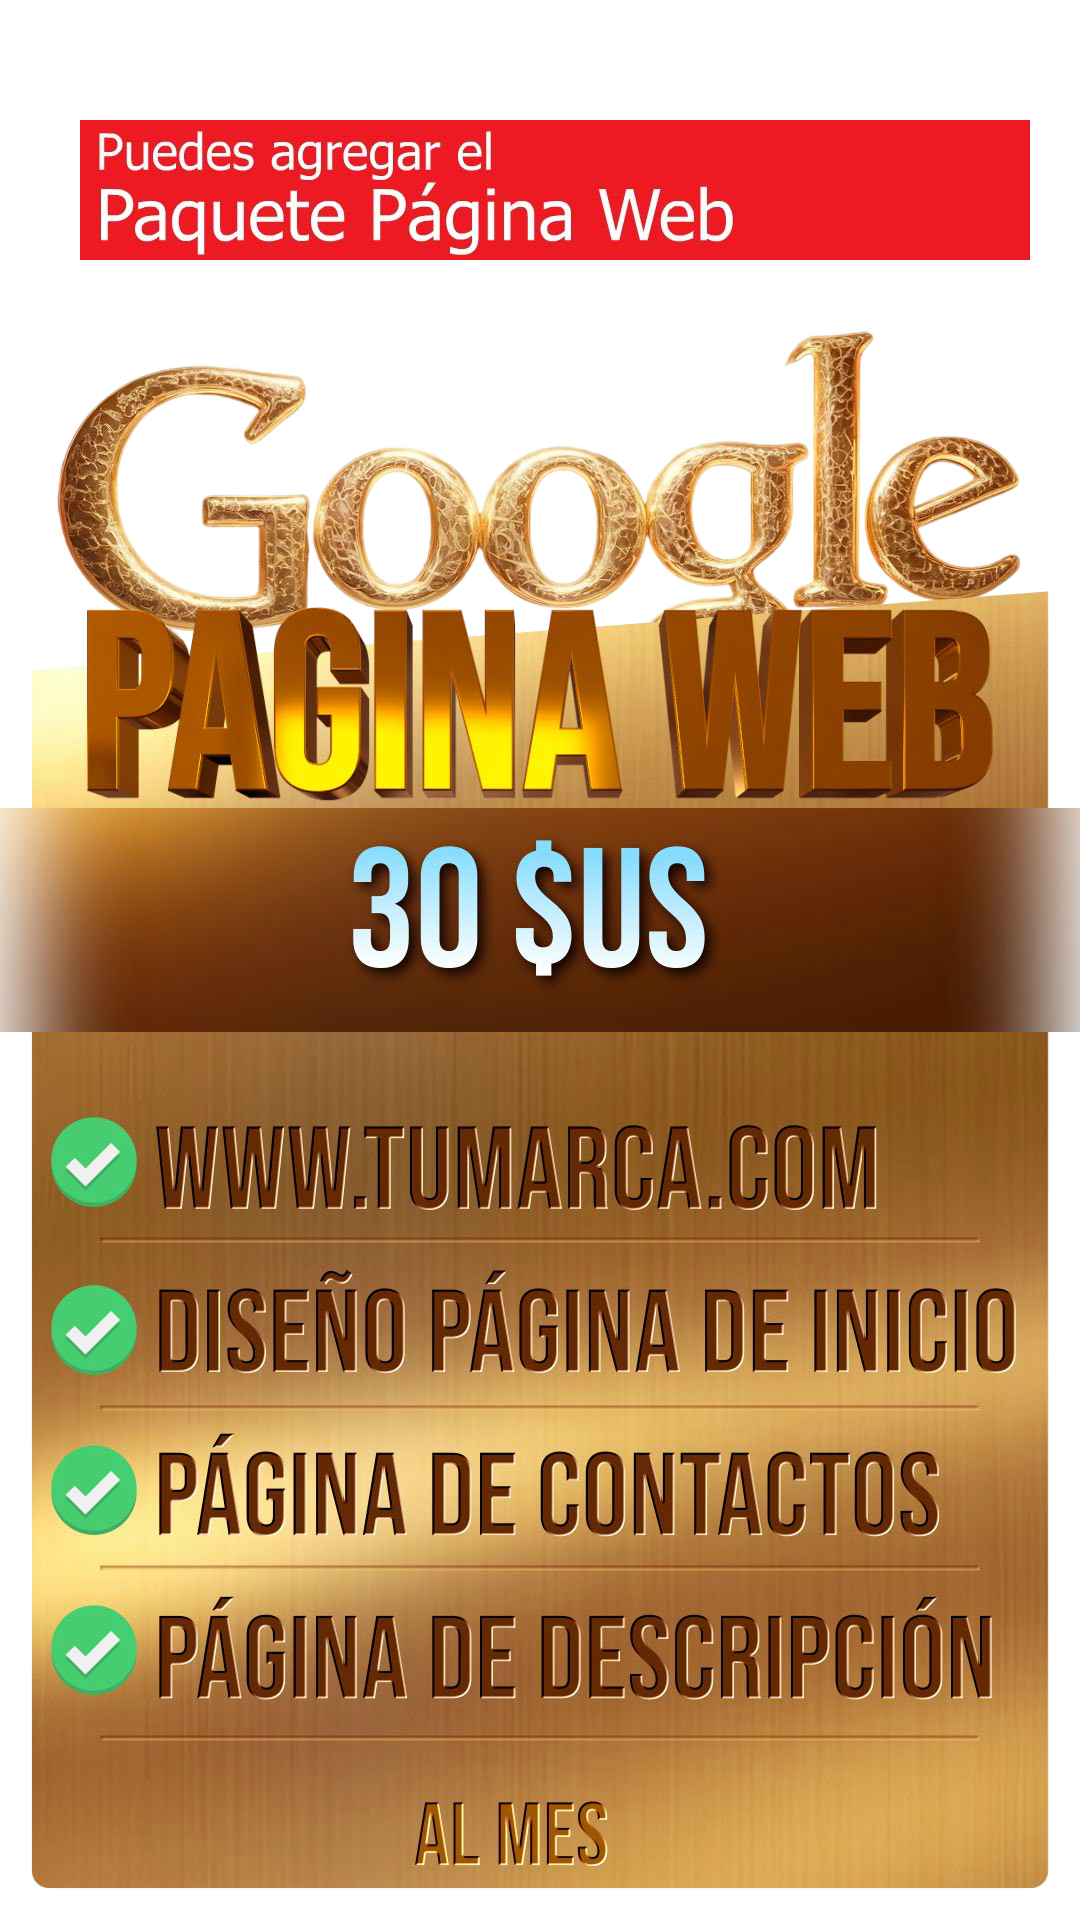 Puedes agregar el
Paquete Página Web
Google
PAGINA WEB
30 $US
WWW.TUMARCA.COM
DISEÑO PÁGINA DE INICIO
PÁGINA DE CONTACTOS
PÁGINA DE DESCRIPCIÓN
AL MES